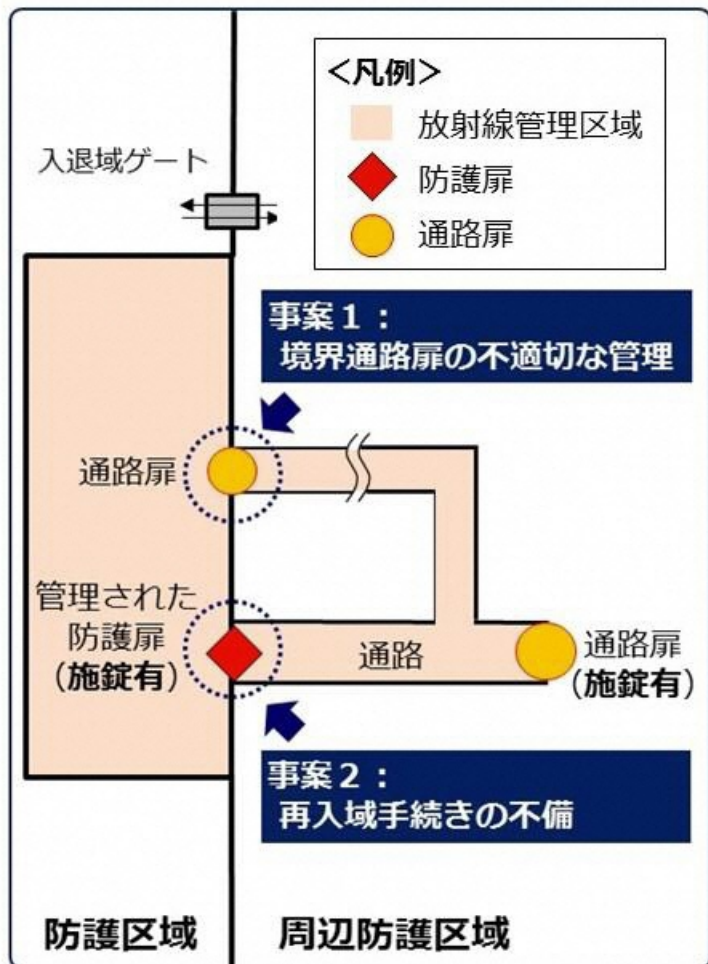 <凡例>
放射線管理区域
防護扉
通路扉
入退域ゲート
事案1：
境界通路扉の不適切な管理
通路扉
管理された
防護扉
（施錠有）
通路
通路扉
（施錠有）
事案2：
再入域手続きの不備
防護区域
周辺防護区域